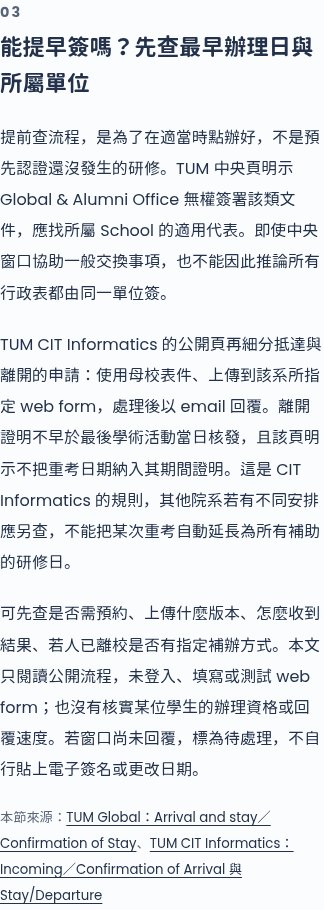 03
能提早簽嗎？先查最早辦理日與
所屬單位
提前查流程，是為了在適當時點辦好，不是預
先認證還沒發生的研修。TUM 中央頁明示
Global & Alumni Office 無權簽署該類文
件，應找所屬 School 的適用代表。即使中央
窗口協助一般交換事項，也不能因此推論所有
行政表都由同一單位簽。
TUM CIT Informatics 的公開頁再細分抵達與
離開的申請：使用母校表件、上傳到該系所指
定 web form，處理後以 email 回覆。離開
證明不早於最後學術活動當日核發，且該頁明
示不把重考日期納入其期間證明。這是 CIT
Informatics 的規則，其他院系若有不同安排
應另查，不能把某次重考自動延長為所有補助
的研修日。
可先查是否需預約、上傳什麼版本、怎麼收到
結果、若人已離校是否有指定補辦方式。本文
只閱讀公開流程，未登入、填寫或測試 web
form；也沒有核實某位學生的辦理資格或回
覆速度。若窗口尚未回覆，標為待處理，不自
行貼上電子簽名或更改日期。
本節來源：TUM Global：Arrival and stay／
Confirmation of Stay、TUM CIT Informatics：
Incoming／Confirmation of Arrival 與
Stay/Departure